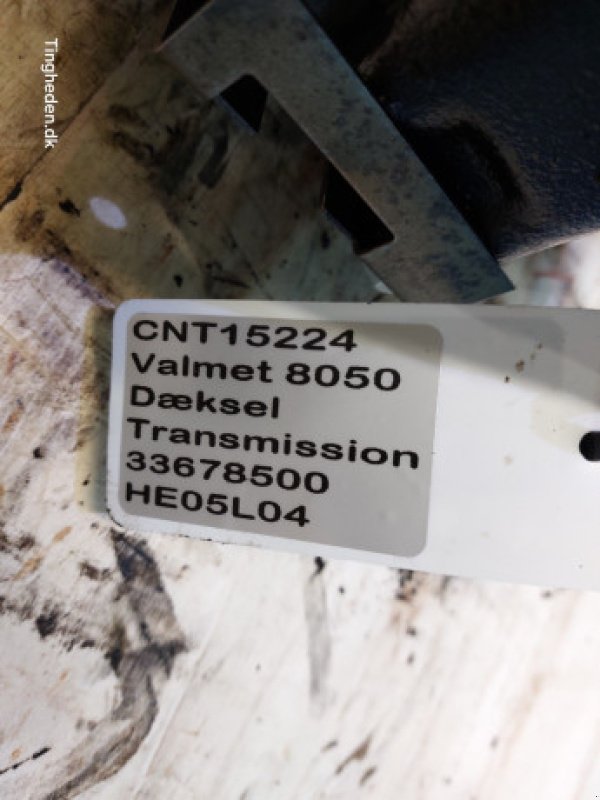 Tingheden.dk
CNT15224
Valmet 8050
Dæksel
Transmission
33678500
HE05L04